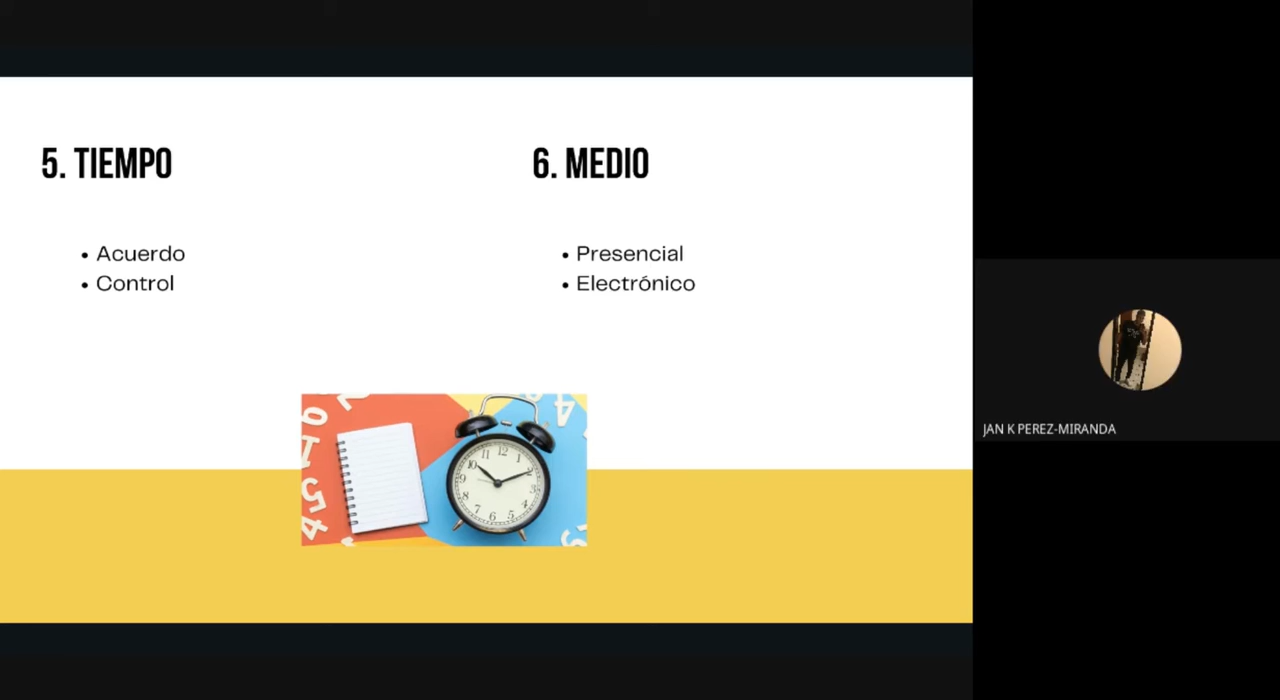 5. TIEMPO
Acuerdo
Control
6. MEDIO
Presencial
Electrónico
JAN K PEREZ-MIRANDA